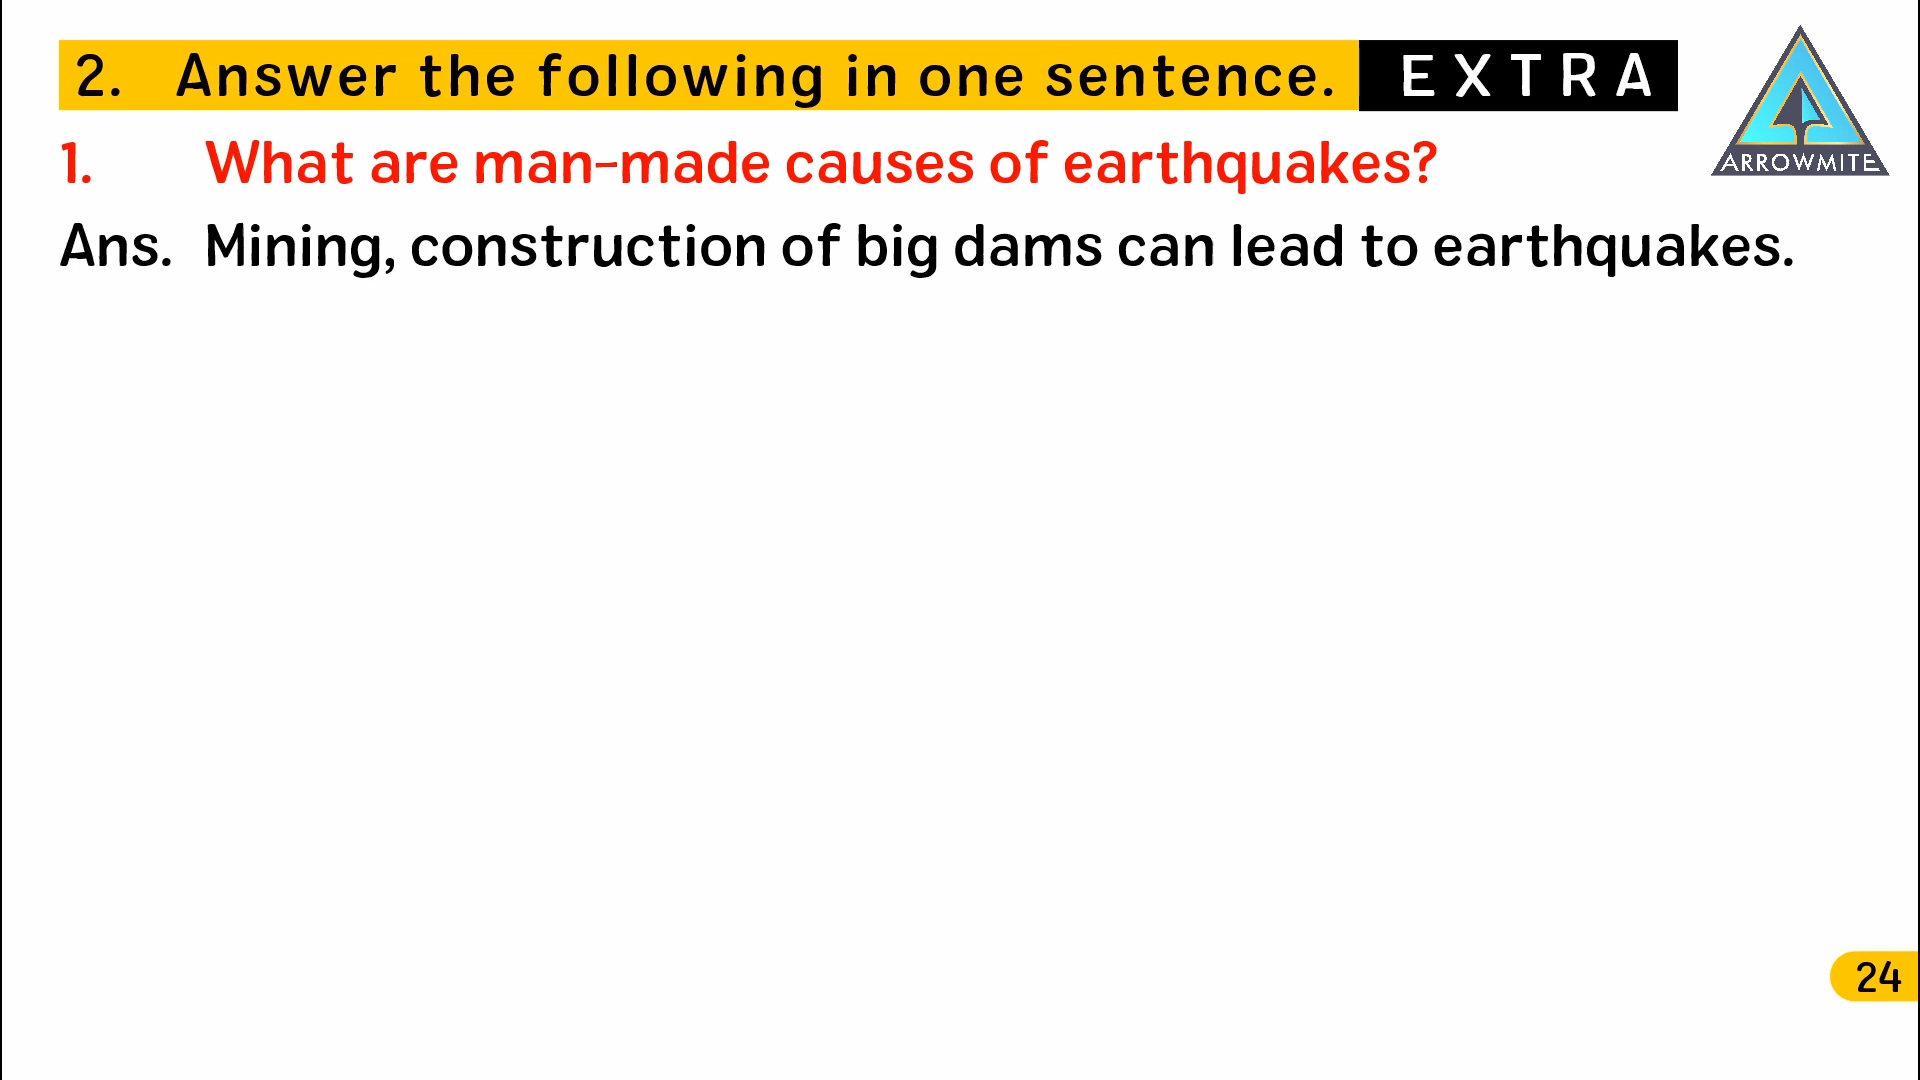 2. Answer the following in one sentence. EXTRA
ARROWMITE
1. What are man-made causes of earthquakes?
Ans. Mining, construction of big dams can lead to earthquakes.
24